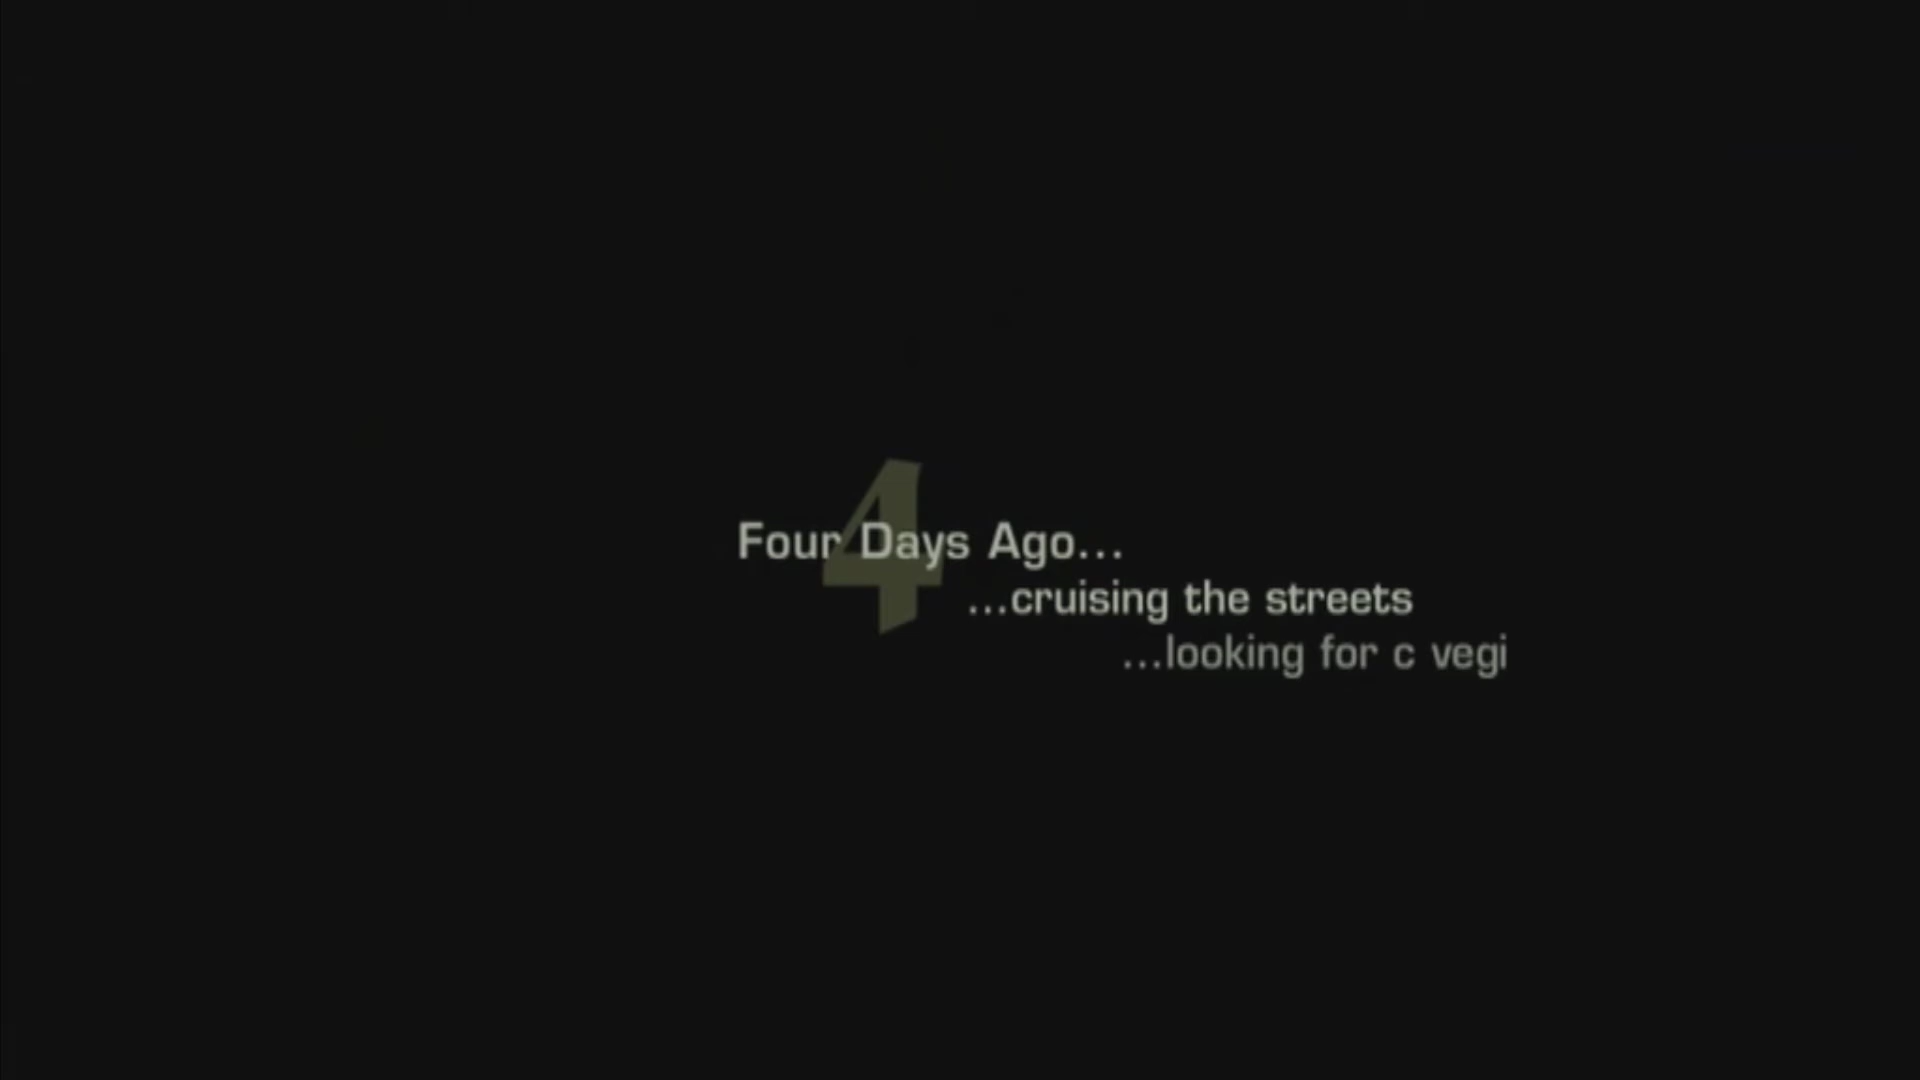 4
Four Days Ago...
...cruising the streets
...looking for c vegi